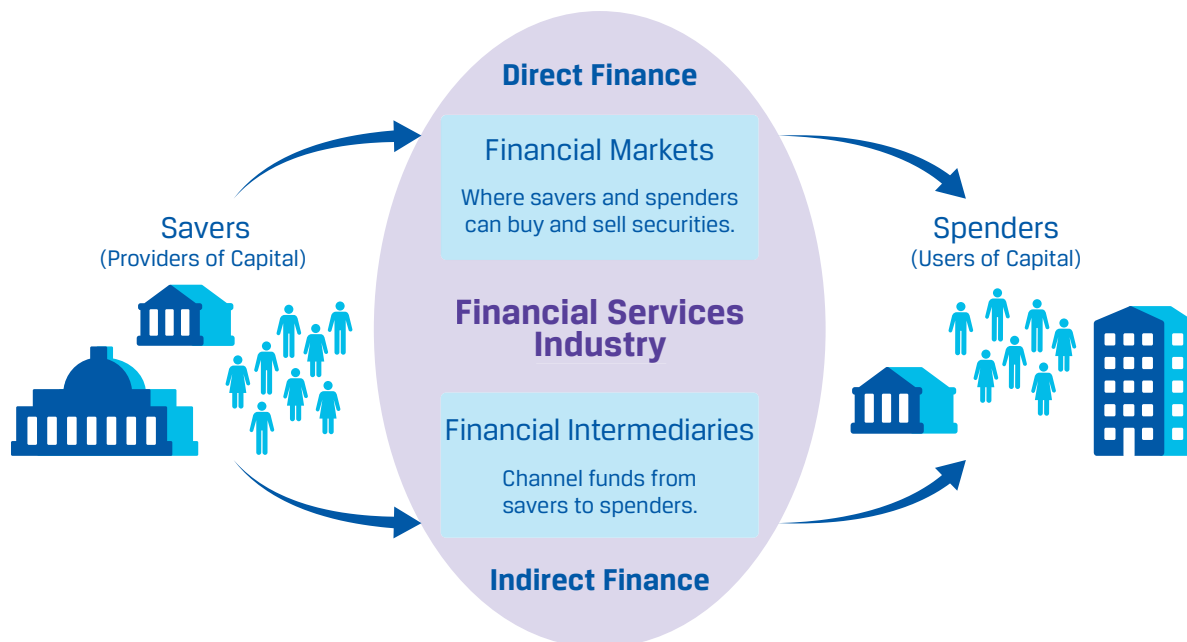 Direct Finance
Financial Markets
Where savers and spenders
can buy and sell securities.
Savers
(Providers of Capital)
Financial Services
Industry
Spenders
(Users of Capital)
Financial Intermediaries
Channel funds from
savers to spenders.
Indirect Finance